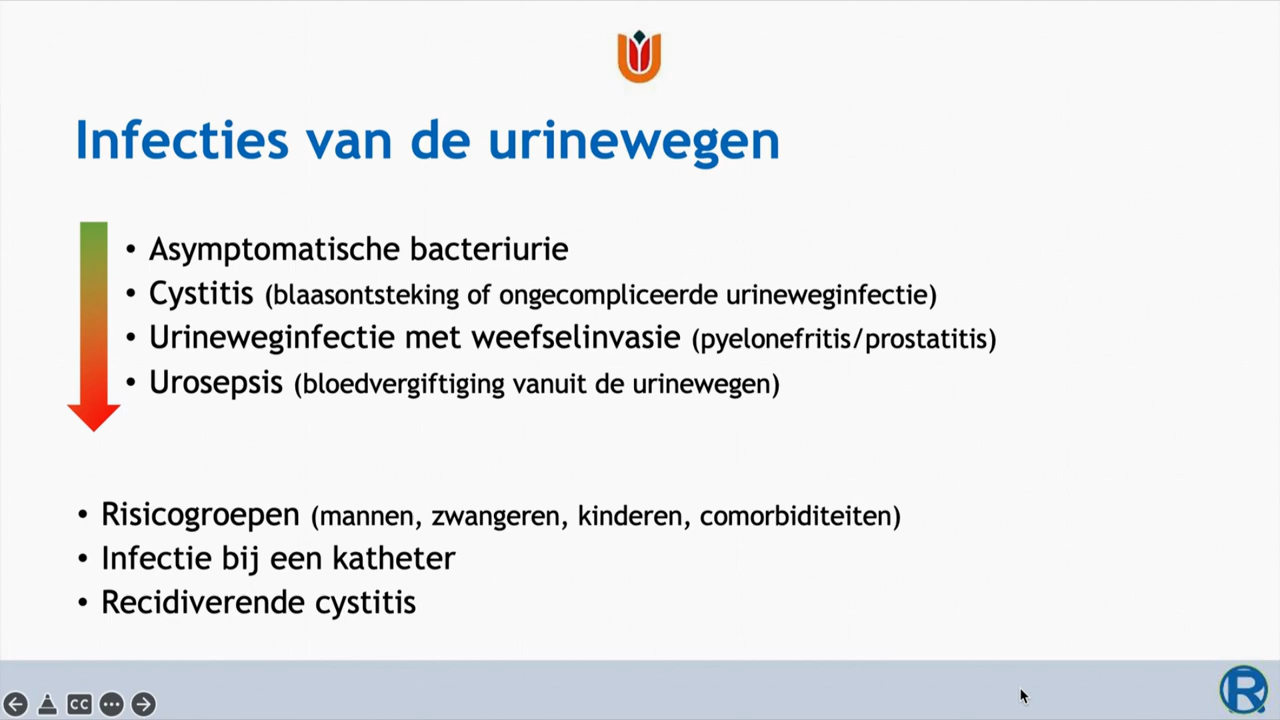 Infecties van de urinewegen
• Asymptomatische bacteriurie
• Cystitis (blaasontsteking of ongecompliceerde urineweginfectie)
• Urineweginfectie met weefselinvasie (pyelonefritis/prostatitis)
• Urosepsis (bloedvergiftiging vanuit de urinewegen)
• Risicogroepen (mannen, zwangeren, kinderen, comorbiditeiten)
• Infectie bij een katheter
• Recidiverende cystitis
CC
R